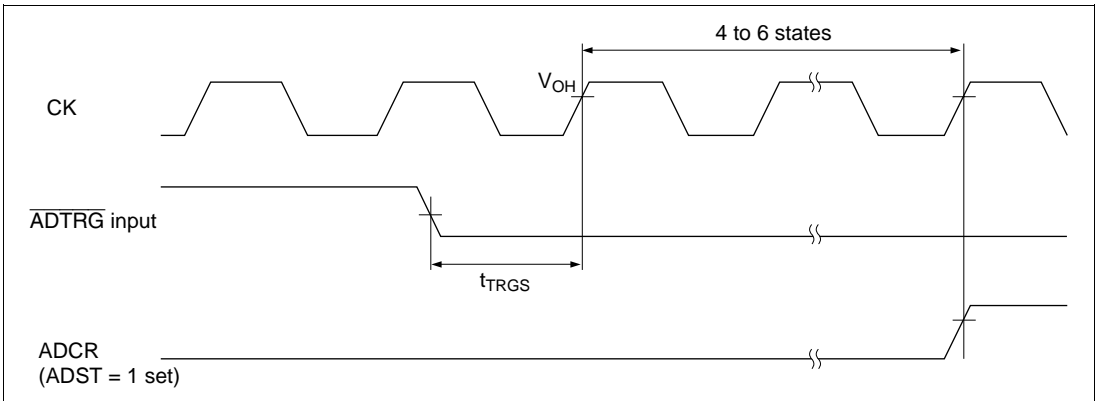 4 to 6 states
VOH
CK
ADTRG input
tTRGS
ADCR
(ADST = 1 set)